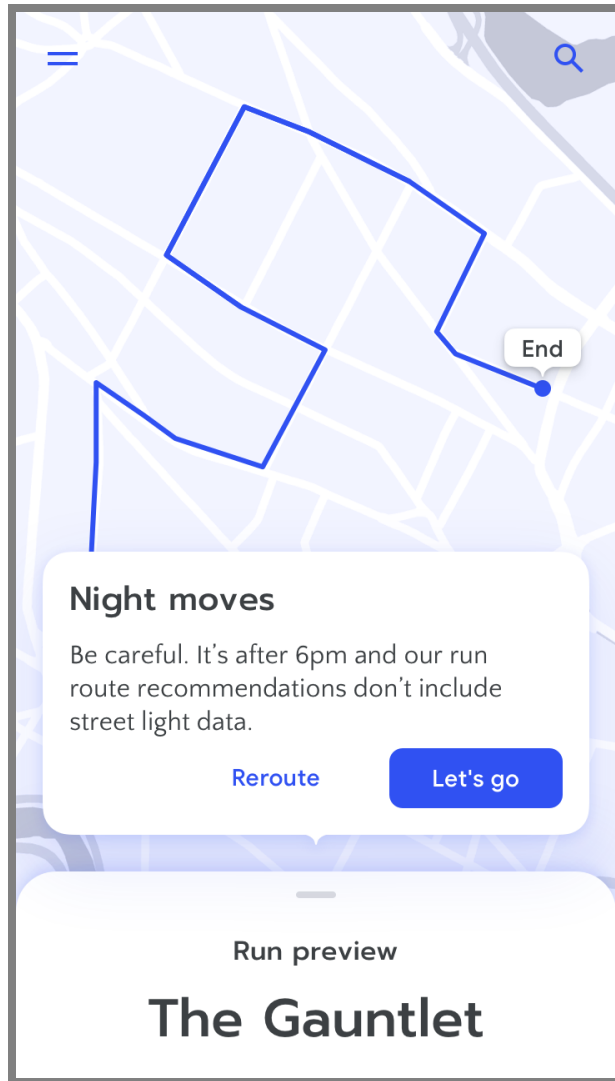 End
Night moves
Be careful. It’s after 6pm and our run
route recommendations don’t include
street light data.
Reroute
Let's go
Run preview
The Gauntlet